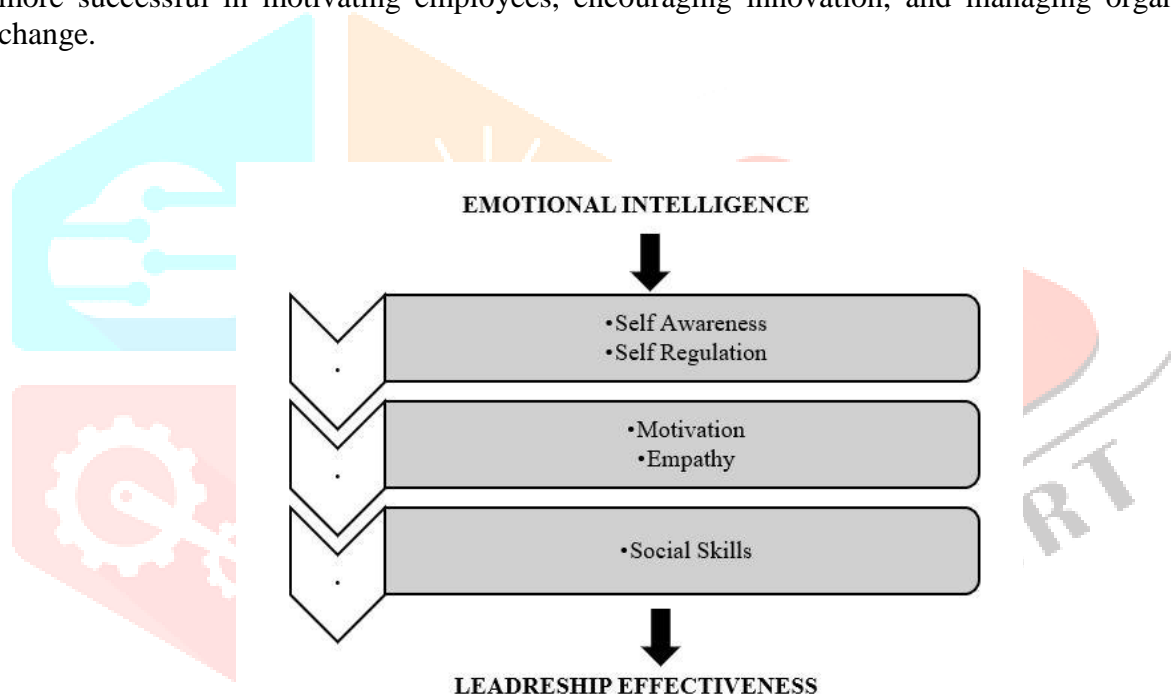 more successful in motivating employees, encouraging innovation, and managing
change.
EMOTIONAL INTELLIGENCE
•Self Awareness
•Self Regulation
•Motivation
•Empathy
•Social Skills
LEADRESHIP EFFECTIVENESS
RT